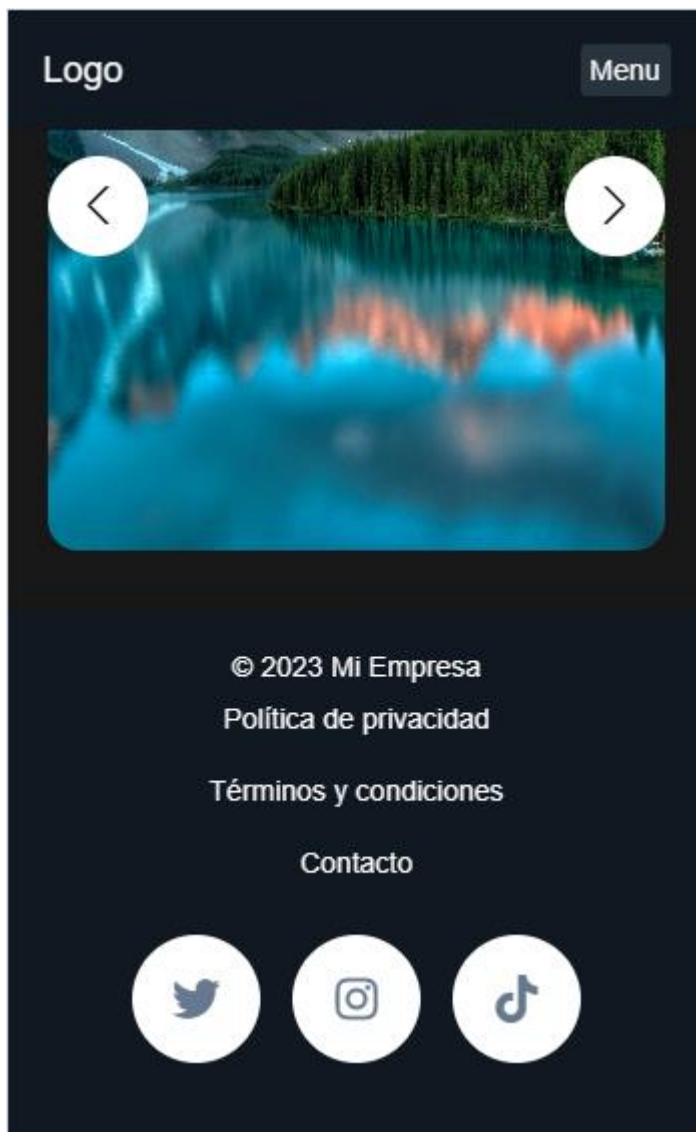 Logo
Menu
© 2023 Mi Empresa
Política de privacidad
Términos y condiciones
Contacto